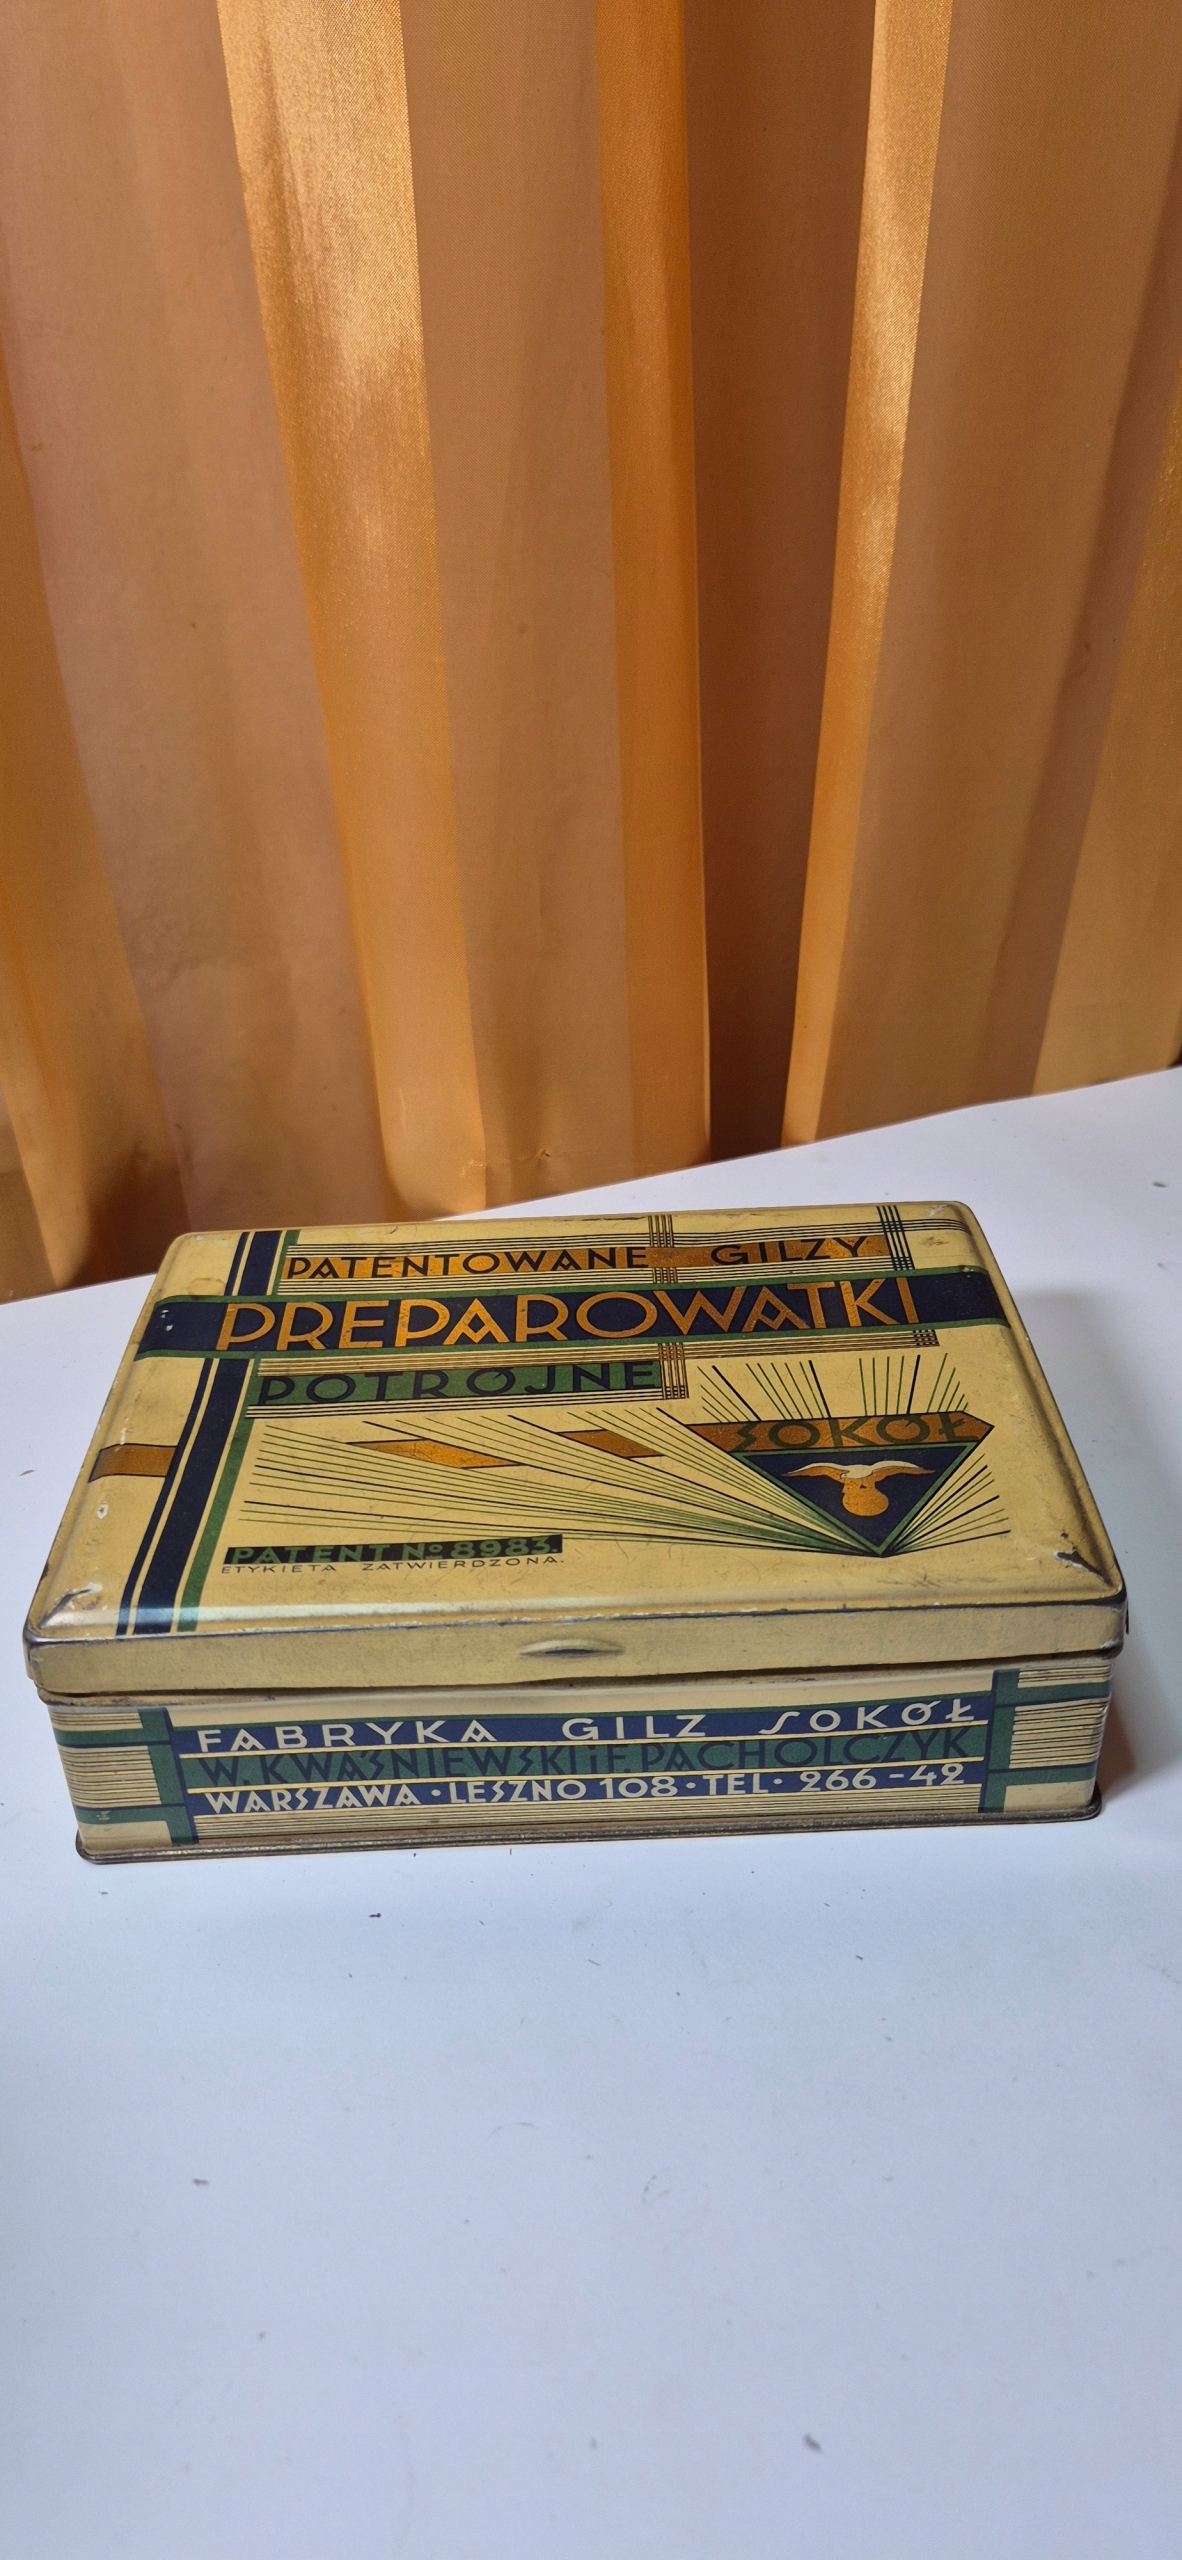 PATENTOWANE GILZY
PREPAROWATKI
POTRÓJNE
SOKÓŁ
PATENT No 8983.
ETYKIETA ZATWIERDZONA.
FABRYKA GILZ SOKÓŁ
W. KWAŚNIEWSKI i F. PACHOLCZYK
WARSZAWA · LESZNO 108 · TEL · 266-42